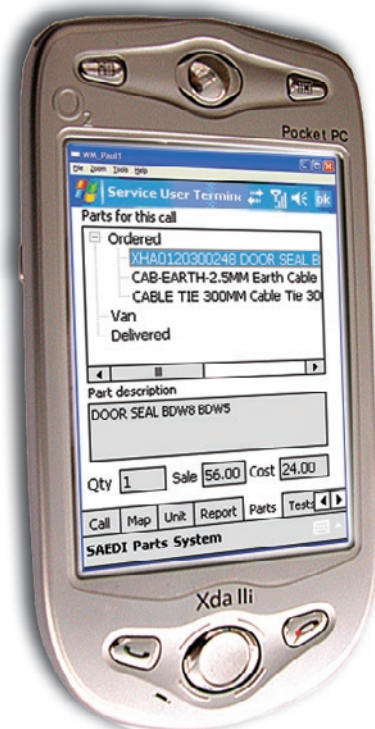 O2
Pocket PC
WM_Paul1
File Zoom Tools Help
Service User Termin ok
Parts for this call
Ordered
XHA0120300248 DOOR SEAL B
CAB-EARTH-2.5MM Earth Cable
CABLE TIE 300MM Cable Tie 30
Van
Delivered
Part description
DOOR SEAL BDW8 BDW5
Qty 1 Sale 56.00 Cost 24.00
Call Map Unit Report Parts Tests
SAEDI Parts System
Xda IIi